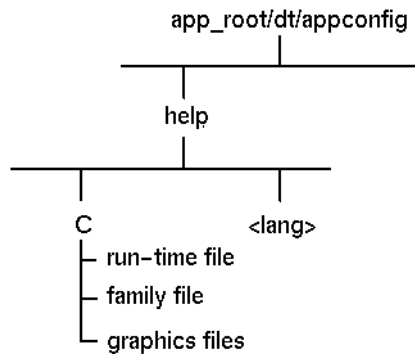 app_root/dt/appconfig
help
C
<lang>
run-time file
family file
graphics files